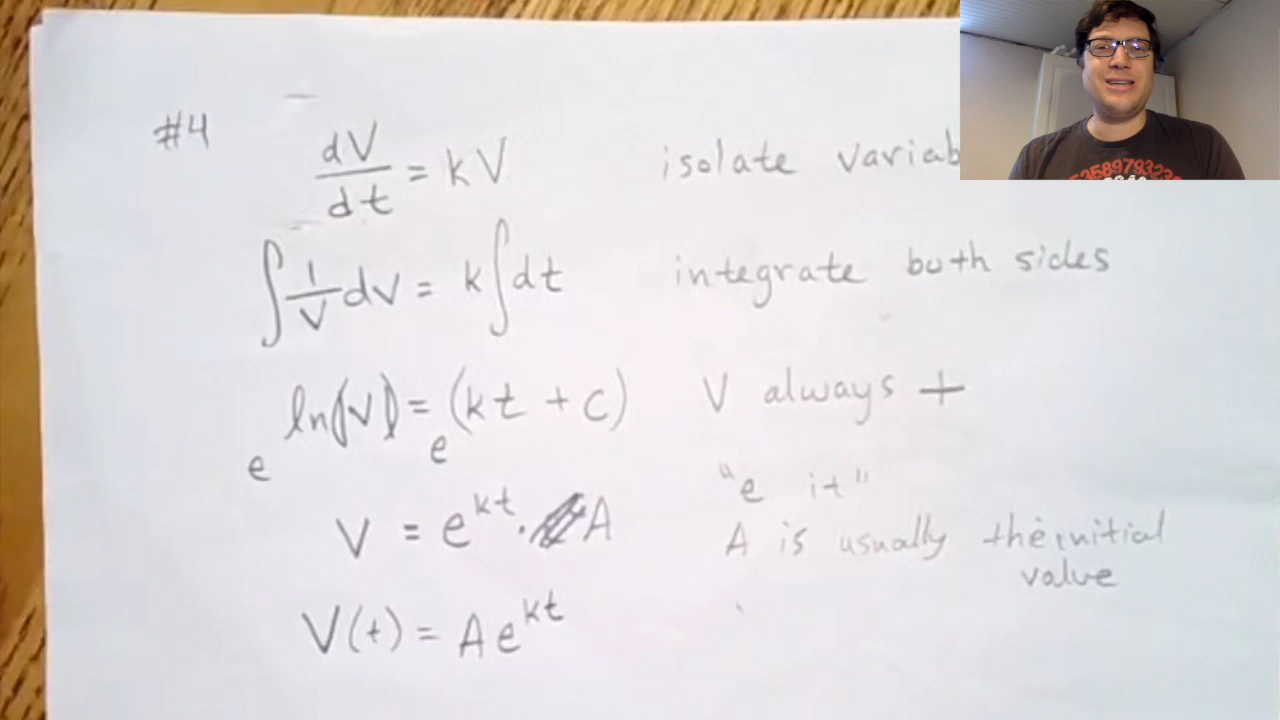 #4
dV/dt = kV isolate variab
∫ 1/V dV = k∫dt integrate both sides
e^ln|V| = e^(kt + c) V always +
"e it"
V = e^kt · A A is usually the initial
value
V(t) = A e^kt